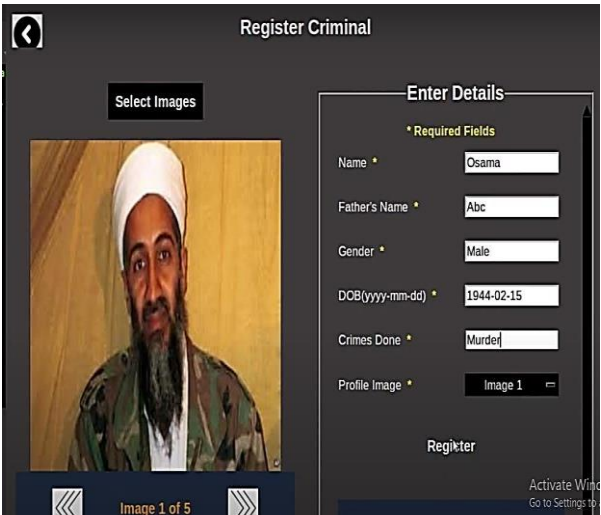 Register Criminal
Select Images
Enter Details
* Required Fields
Name *
Osama
Father's Name *
Abc
Gender *
Male
DOB(yyyy-mm-dd) *
1944-02-15
Crimes Done *
Murder
Profile Image *
Image 1
Register
Image 1 of 5
Activate Wind
Go to Settings to a